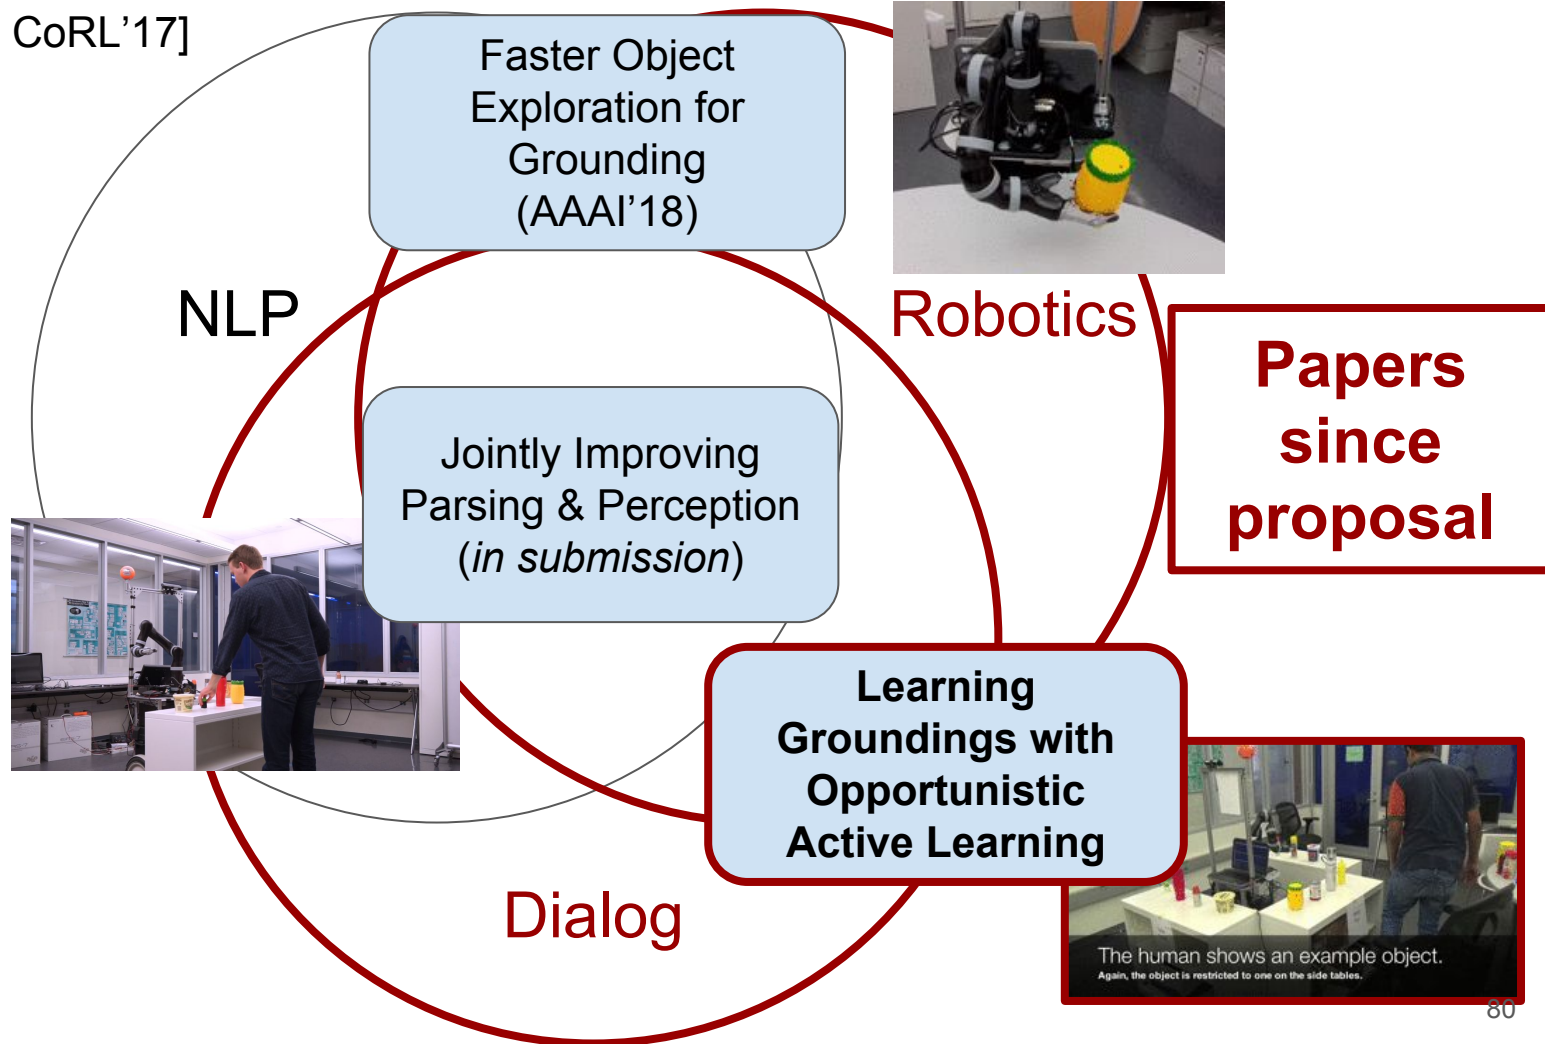 CoRL’17]
Faster Object
Exploration for
Grounding
(AAAI’18)
NLP
Robotics
Papers
since
proposal
Jointly Improving
Parsing & Perception
(in submission)
Learning
Groundings with
Opportunistic
Active Learning
Dialog
The human shows an example object.
Again, the object is restricted to one on the side tables.
80